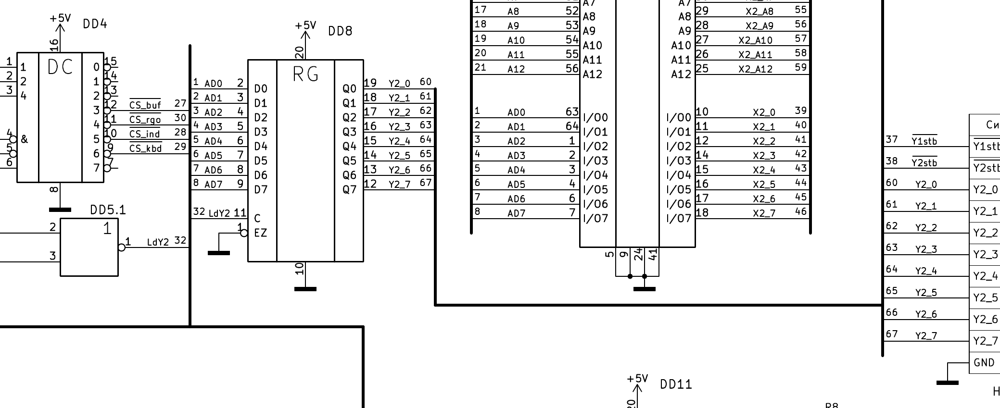 +5V DD4
16
DC
1 1 0 15
2 2 1 14
3 4 2 13
3 12 CS_buf 27
4 11 CS_rgo 30
4 & 5 10 CS_ind 28
5 6 9 CS_kbd 29
6 7 7
8
DD5.1
2 1
1 LdY2 32
3
+5V DD8
20
RG
1 AD0 2 D0 Q0 19 Y2_0 60
2 AD1 3 D1 Q1 18 Y2_1 61
3 AD2 4 D2 Q2 17 Y2_2 62
4 AD3 5 D3 Q3 16 Y2_3 63
5 AD4 6 D4 Q4 15 Y2_4 64
6 AD5 7 D5 Q5 14 Y2_5 65
7 AD6 8 D6 Q6 13 Y2_6 66
8 AD7 9 D7 Q7 12 Y2_7 67
32 LdY2 11 C
1 EZ
10
A7 A7
17 A8 52 A8 A8 29 X2_A8 55
18 A9 53 A9 A9 28 X2_A9 56
19 A10 54 A10 A10 27 X2_A10 57
20 A11 55 A11 A11 26 X2_A11 58
21 A12 56 A12 A12 25 X2_A12 59
1 AD0 63 I/O0 I/O0 10 X2_0 39
2 AD1 64 I/O1 I/O1 11 X2_1 40
3 AD2 1 I/O2 I/O2 12 X2_2 41
4 AD3 2 I/O3 I/O3 14 X2_3 42
5 AD4 3 I/O4 I/O4 15 X2_4 43
6 AD5 4 I/O5 I/O5 16 X2_5 44
7 AD6 6 I/O6 I/O6 17 X2_6 45
8 AD7 7 I/O7 I/O7 18 X2_7 46
5 9 24 41
Си
37 Y1stb Y1stb
38 Y2stb Y2stb
60 Y2_0 Y2_0
61 Y2_1 Y2_1
62 Y2_2 Y2_2
63 Y2_3 Y2_3
64 Y2_4 Y2_4
65 Y2_5 Y2_5
66 Y2_6 Y2_6
67 Y2_7 Y2_7
GND
+5V DD11
20
R8